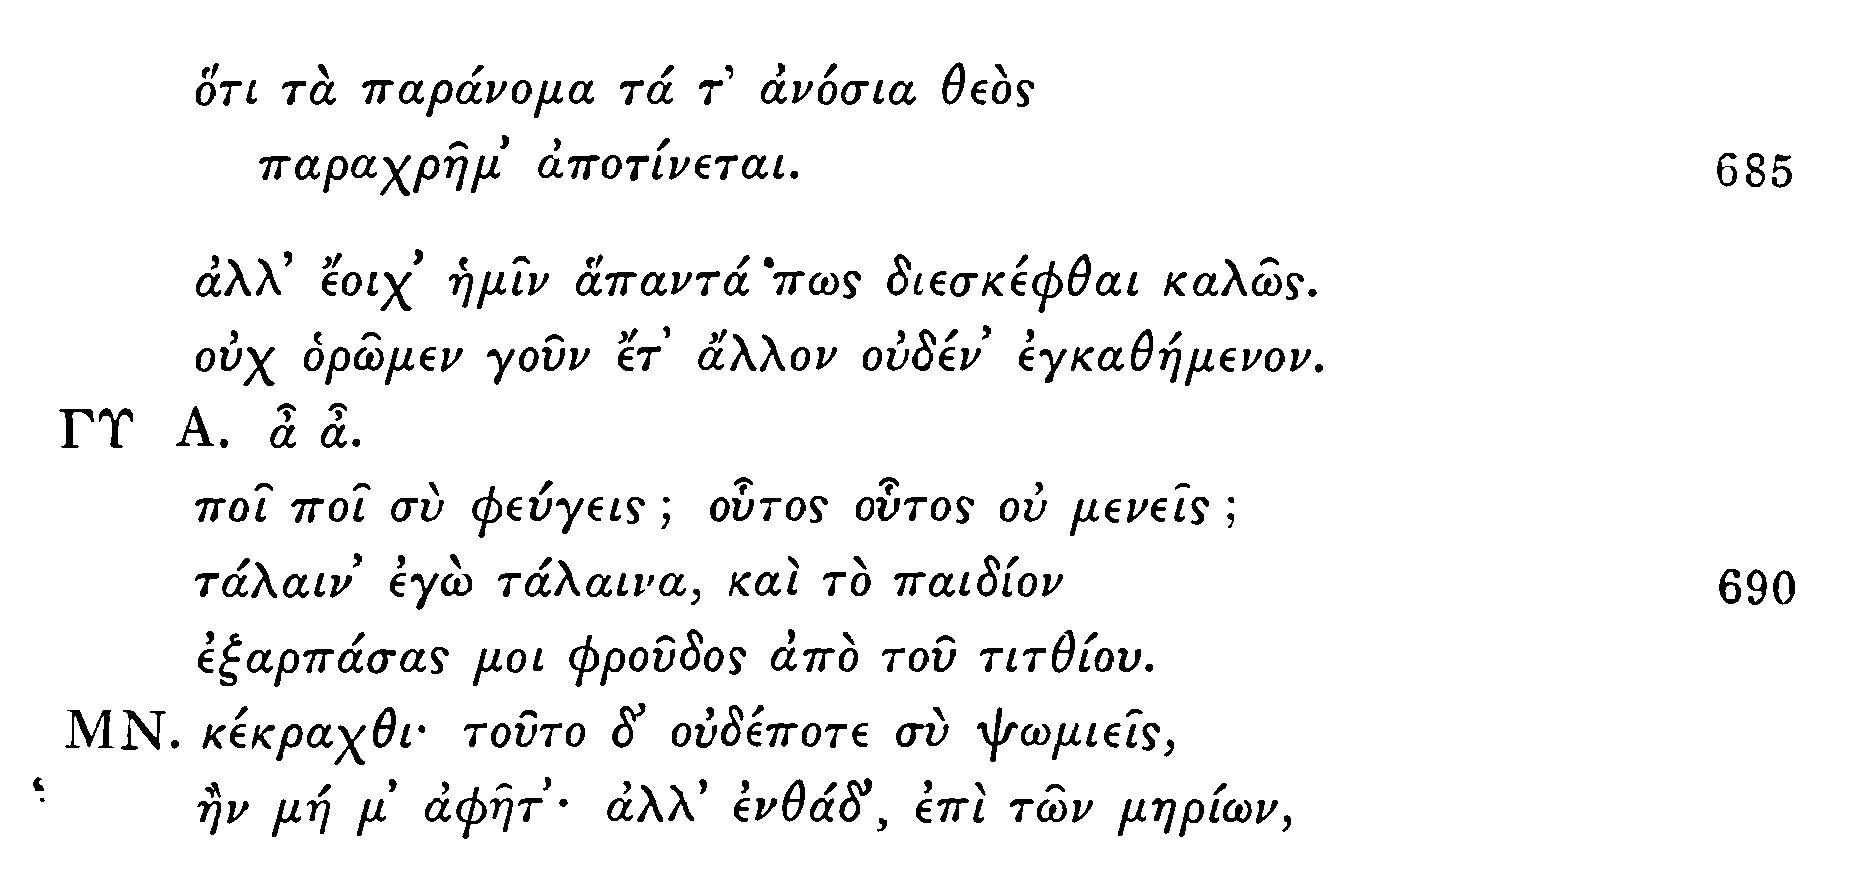 ὅτι τὰ παράνομα τά τ’ ἀνόσια θεὸς
παραχρῆμ’ ἀποτίνεται. 685
ἀλλ’ ἔοιχ’ ἡμῖν ἅπαντά πως διεσκέφθαι καλῶς.
οὐχ ὁρῶμεν γοῦν ἔτ’ ἄλλον οὐδέν’ ἐγκαθήμενον.
ΓΥ Α. ἆ ἆ.
ποῖ ποῖ σὺ φεύγεις ; οὗτος οὗτος οὐ μενεῖς ;
τάλαιν’ ἐγὼ τάλαινα, καὶ τὸ παιδίον 690
ἐξαρπάσας μοι φροῦδος ἀπὸ τοῦ τιτθίου.
ΜΝ. κέκραχθι· τοῦτο δ’ οὐδέποτε σὺ ψωμιεῖς,
ἢν μή μ’ ἀφῆτ’· ἀλλ’ ἐνθάδ’, ἐπὶ τῶν μηρίων,